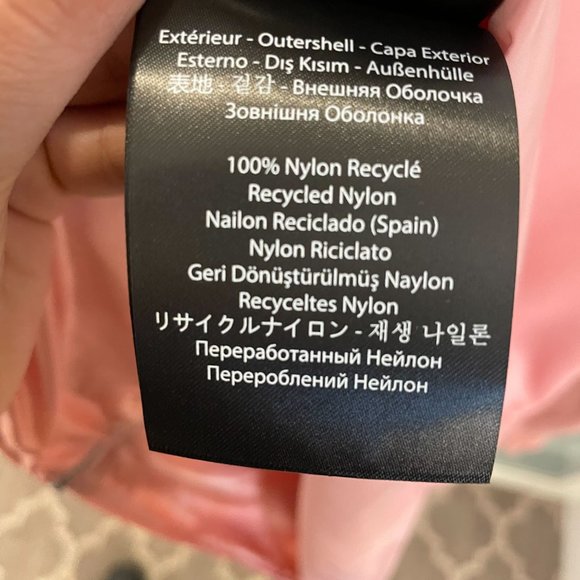 Extérieur - Outershell - Capa Exterior
Esterno - Dış Kısım - Außenhülle
表地 - 겉감 - Внешняя Оболочка
Зовнішня Оболонка
100% Nylon Recyclé
Recycled Nylon
Nailon Reciclado (Spain)
Nylon Riciclato
Geri Dönüştürülmüş Naylon
Recyceltes Nylon
リサイクルナイロン - 재생 나일론
Переработанный Нейлон
Перероблений Нейлон